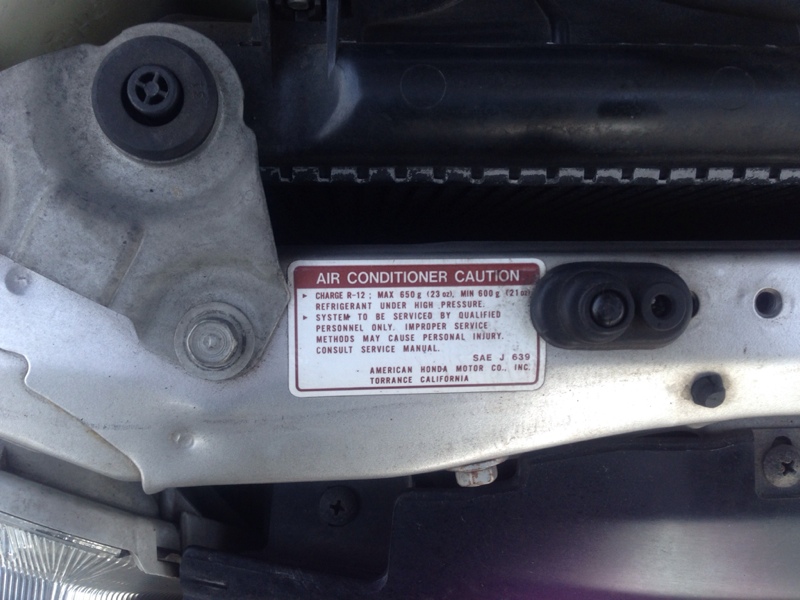 AIR CONDITIONER CAUTION
▸ CHARGE R-12 ; MAX 650 g (23 oz), MIN 600 g (21 oz)
REFRIGERANT UNDER HIGH PRESSURE.
▸ SYSTEM TO BE SERVICED BY QUALIFIED
PERSONNEL ONLY. IMPROPER SERVICE
METHODS MAY CAUSE PERSONAL INJURY.
CONSULT SERVICE MANUAL.
SAE J 639
AMERICAN HONDA MOTOR CO., INC.
TORRANCE CALIFORNIA